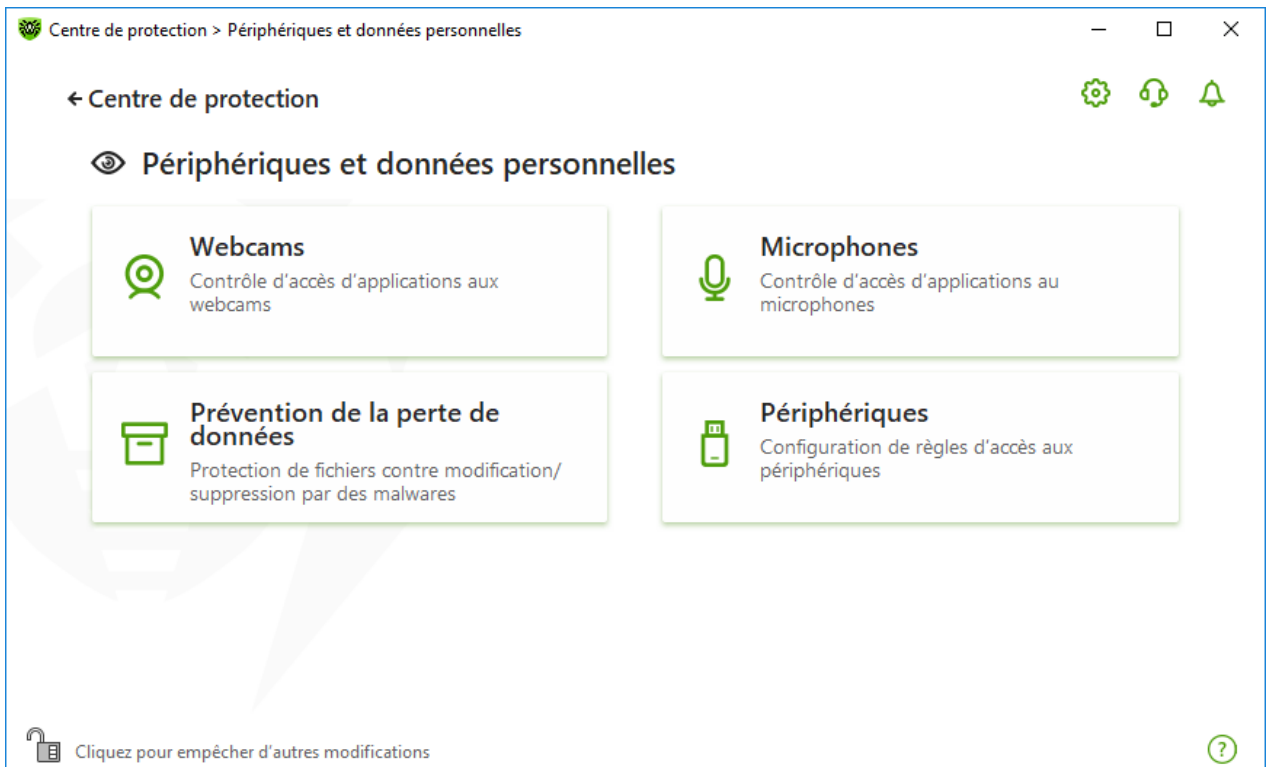 Centre de protection > Périphériques et données personnelles
Centre de protection
Périphériques et données personnelles
Webcams
Contrôle d'accès d'applications aux
webcams
Microphones
Contrôle d'accès d'applications au
microphones
Prévention de la perte de
données
Protection de fichiers contre modification/
suppression par des malwares
Périphériques
Configuration de règles d'accès aux
périphériques
Cliquez pour empêcher d'autres modifications
?